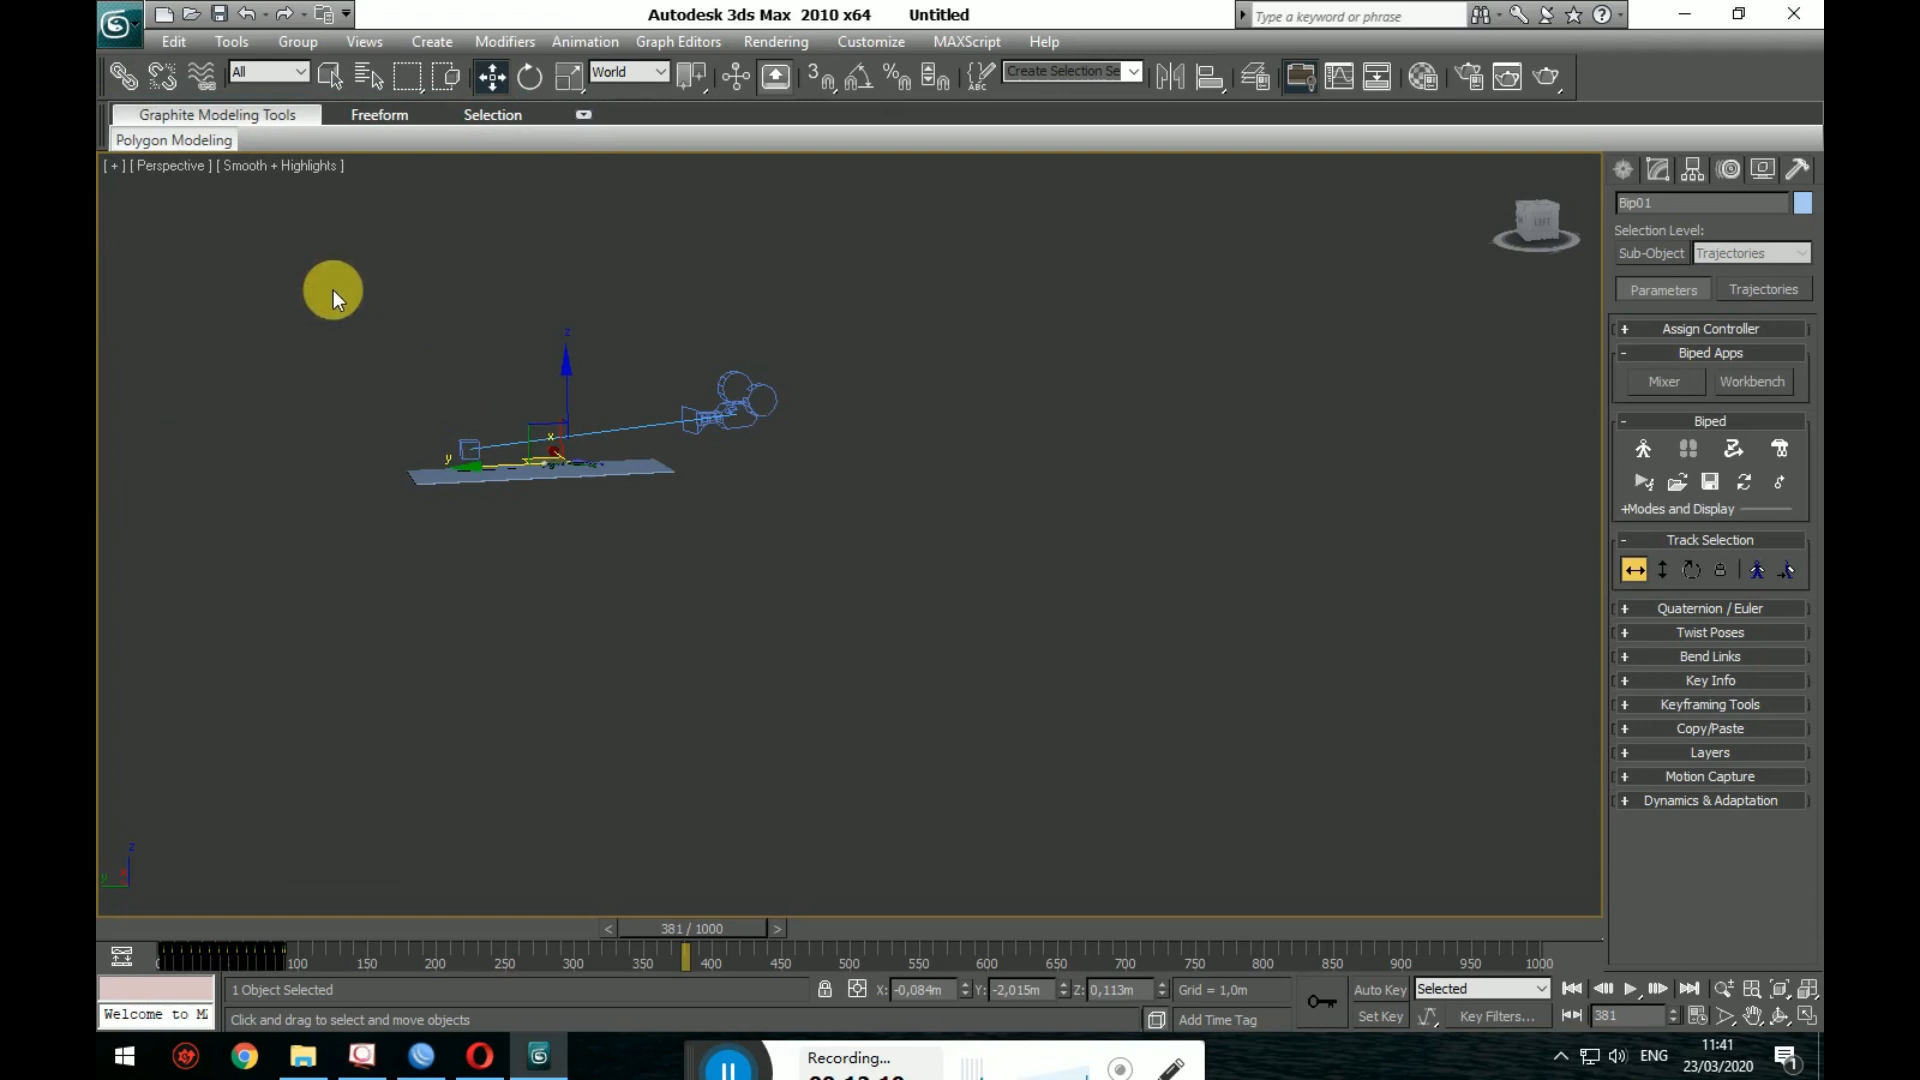 Autodesk 3ds Max 2010 x64 Untitled
Type a keyword or phrase
Edit Tools Group Views Create Modifiers Animation Graph Editors Rendering Customize MAXScript Help
All World Create Selection Se
Graphite Modeling Tools Freeform Selection
Polygon Modeling
[ + ] [ Perspective ] [ Smooth + Highlights ]
LEFT
Bip01
Selection Level:
Sub-Object Trajectories
Parameters Trajectories
+ Assign Controller
- Biped Apps
Mixer Workbench
- Biped
+Modes and Display
- Track Selection
+ Quaternion / Euler
+ Twist Poses
+ Bend Links
+ Key Info
+ Keyframing Tools
+ Copy/Paste
+ Layers
+ Motion Capture
+ Dynamics & Adaptation
z
x
y
z
x
y
< 381 / 1000 >
0 100 150 200 250 300 350 400 450 500 550 600 650 700 750 800 850 900 950 1000
1 Object Selected X: -0,084m Y: -2,015m Z: 0,113m Grid = 1,0m Auto Key Selected
Welcome to M
Click and drag to select and move objects Add Time Tag Set Key Key Filters... 381
Recording...
ENG
11:41
23/03/2020
1